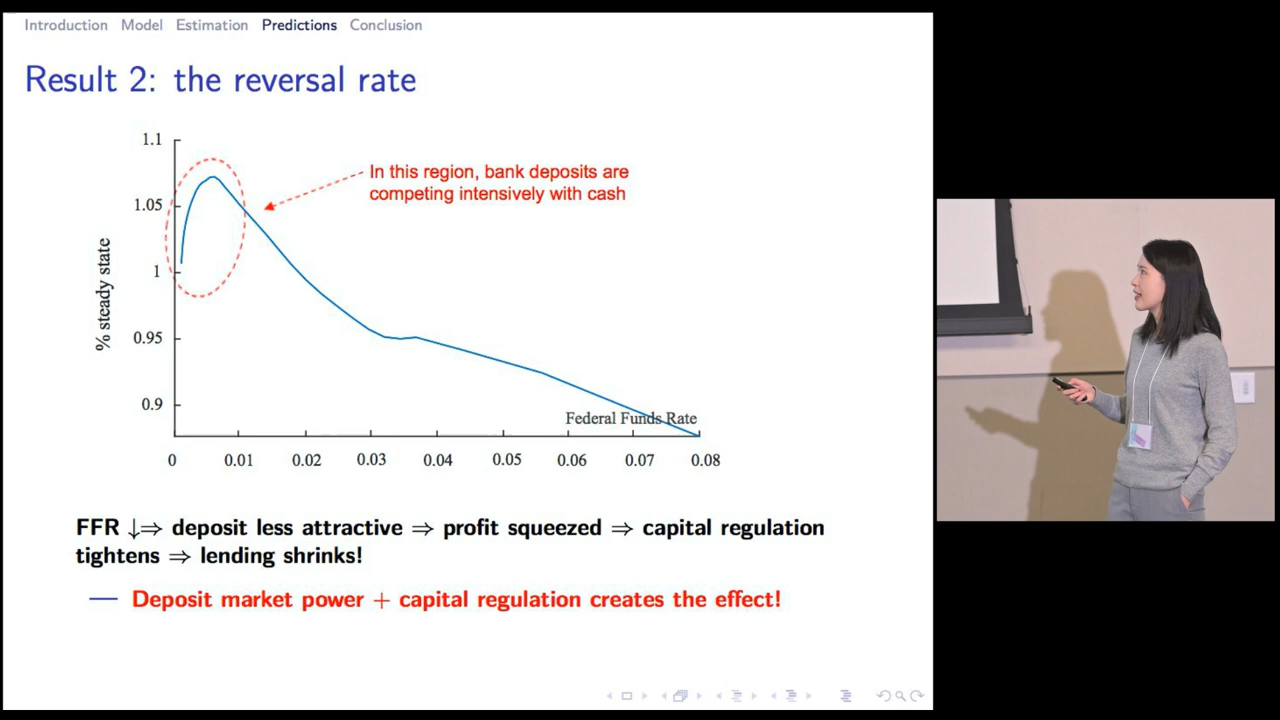 Introduction Model Estimation Predictions Conclusion
Result 2: the reversal rate
1.1
1.05
1
0.95
0.9
% steady state
In this region, bank deposits are
competing intensively with cash
Federal Funds Rate
0 0.01 0.02 0.03 0.04 0.05 0.06 0.07 0.08
FFR ↓⇒ deposit less attractive ⇒ profit squeezed ⇒ capital regulation
tightens ⇒ lending shrinks!
— Deposit market power + capital regulation creates the effect!